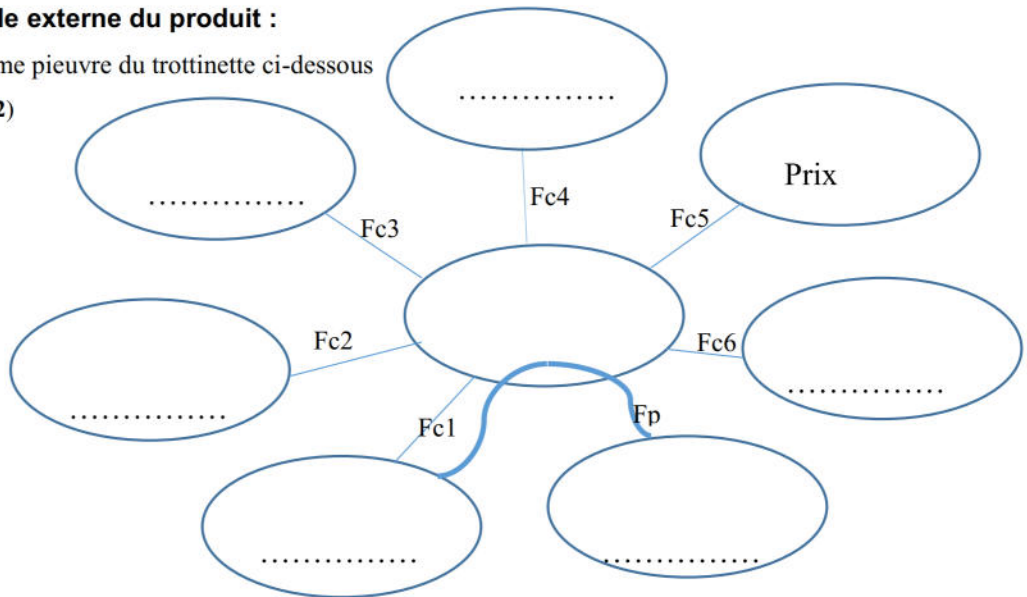 le externe du produit :
me pieuvre du trottinette ci-dessous
2)
...............
...............
Prix
Fc4
Fc3
Fc5
Fc2
Fc6
...............
...............
Fc1
Fp
...............
...............